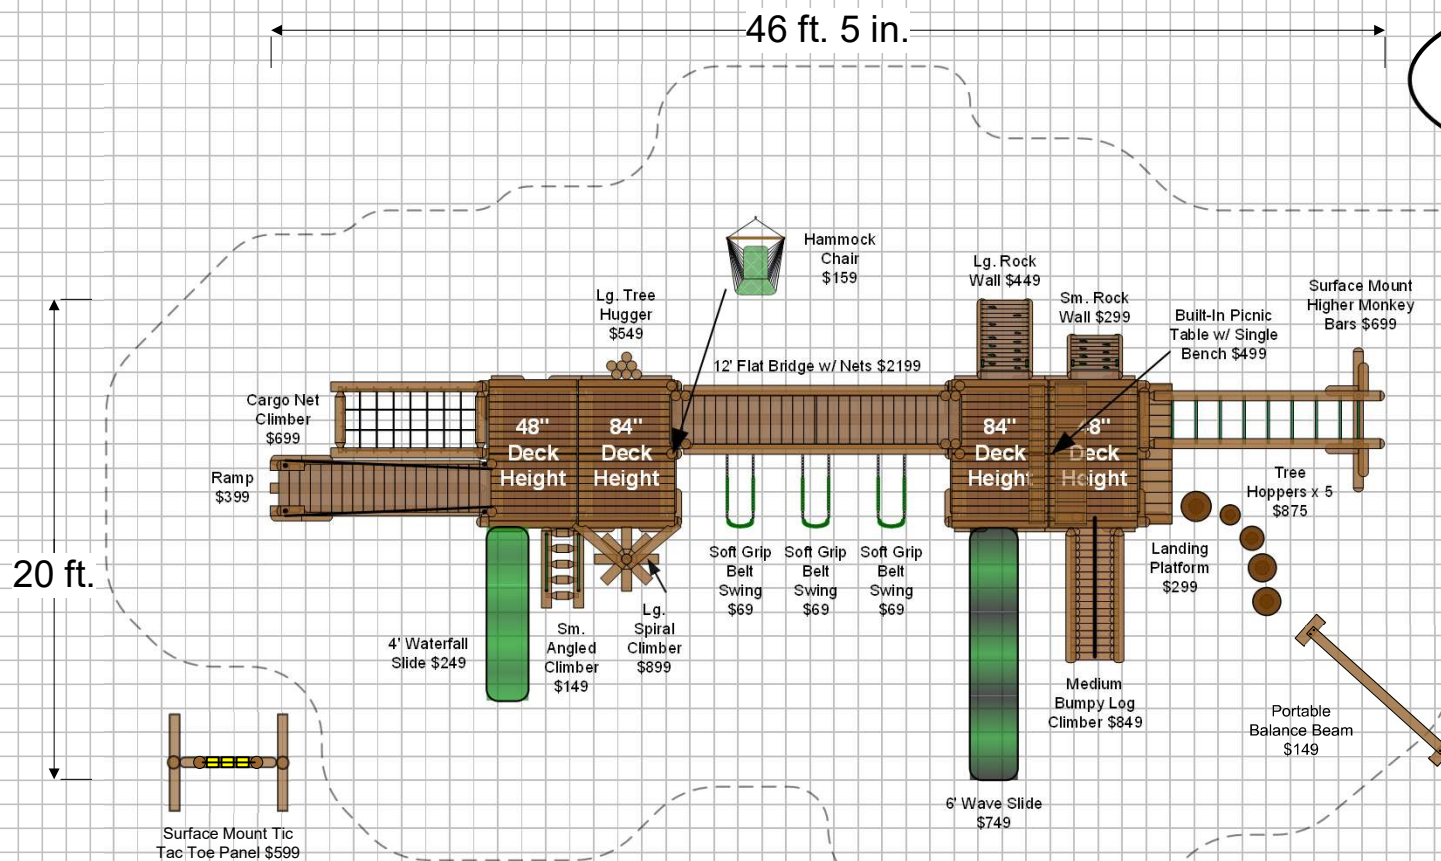 46 ft. 5 in.
Hammock
Chair
$159
Lg. Rock
Wall $449
Sm. Rock
Wall $299
Surface Mount
Higher Monkey
Bars $699
Built-In Picnic
Table w/ Single
Bench $499
Lg. Tree
Hugger
$549
12' Flat Bridge w/ Nets $2199
Cargo Net
Climber
$699
48"
Deck
Height
84"
Deck
Height
84"
Deck
Height
48"
Deck
Height
Ramp
$399
Tree
Hoppers x 5
$875
20 ft.
Soft Grip
Belt
Swing
$69
Soft Grip
Belt
Swing
$69
Soft Grip
Belt
Swing
$69
Landing
Platform
$299
4' Waterfall
Slide $249
Sm.
Angled
Climber
$149
Lg.
Spiral
Climber
$899
Medium
Bumpy Log
Climber $849
Portable
Balance Beam
$149
6' Wave Slide
$749
Surface Mount Tic
Tac Toe Panel $599